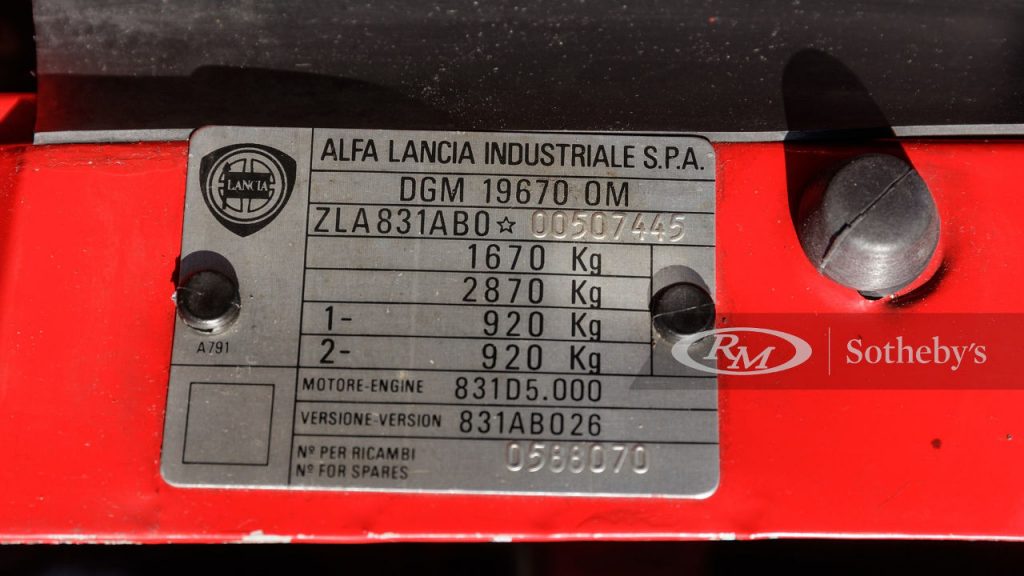 LANCIA
ALFA LANCIA INDUSTRIALE S.P.A.
DGM 19670 OM
ZLA831AB0☆ 00507445
1670 Kg
2870 Kg
1- 920 Kg
2- 920 Kg
A791
MOTORE-ENGINE 831D5.000
VERSIONE-VERSION 831AB026
Nº PER RICAMBI
Nº FOR SPARES
0588070
RM Sotheby's